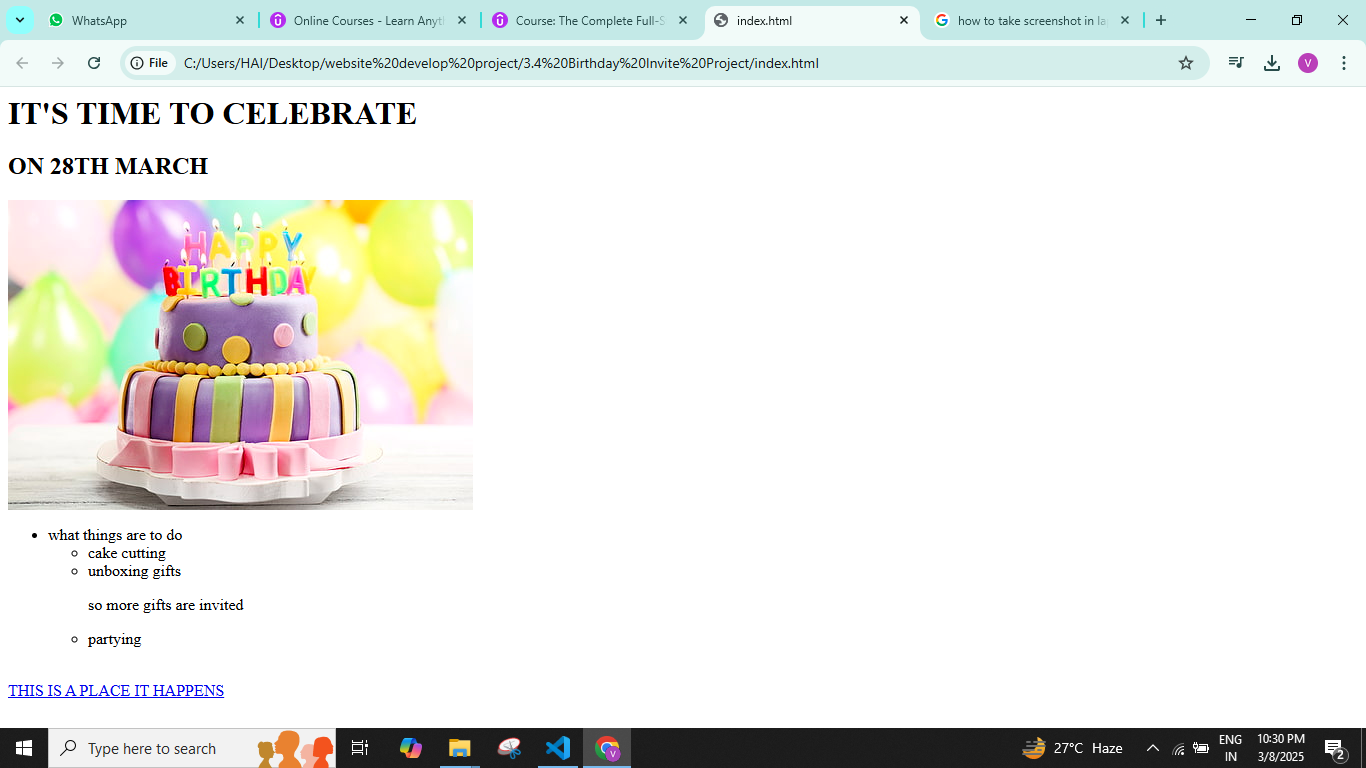 WhatsApp
Online Courses - Learn Anyt
Course: The Complete Full-S
index.html
how to take screenshot in la
File
C:/Users/HAI/Desktop/website%20develop%20project/3.4%20Birthday%20Invite%20Project/index.html
V
IT'S TIME TO CELEBRATE
ON 28TH MARCH
HAPPY
BIRTHDAY
what things are to do
cake cutting
unboxing gifts
so more gifts are invited
partying
THIS IS A PLACE IT HAPPENS
Type here to search
V
27°C Haze
ENG
IN
10:30 PM
3/8/2025
2